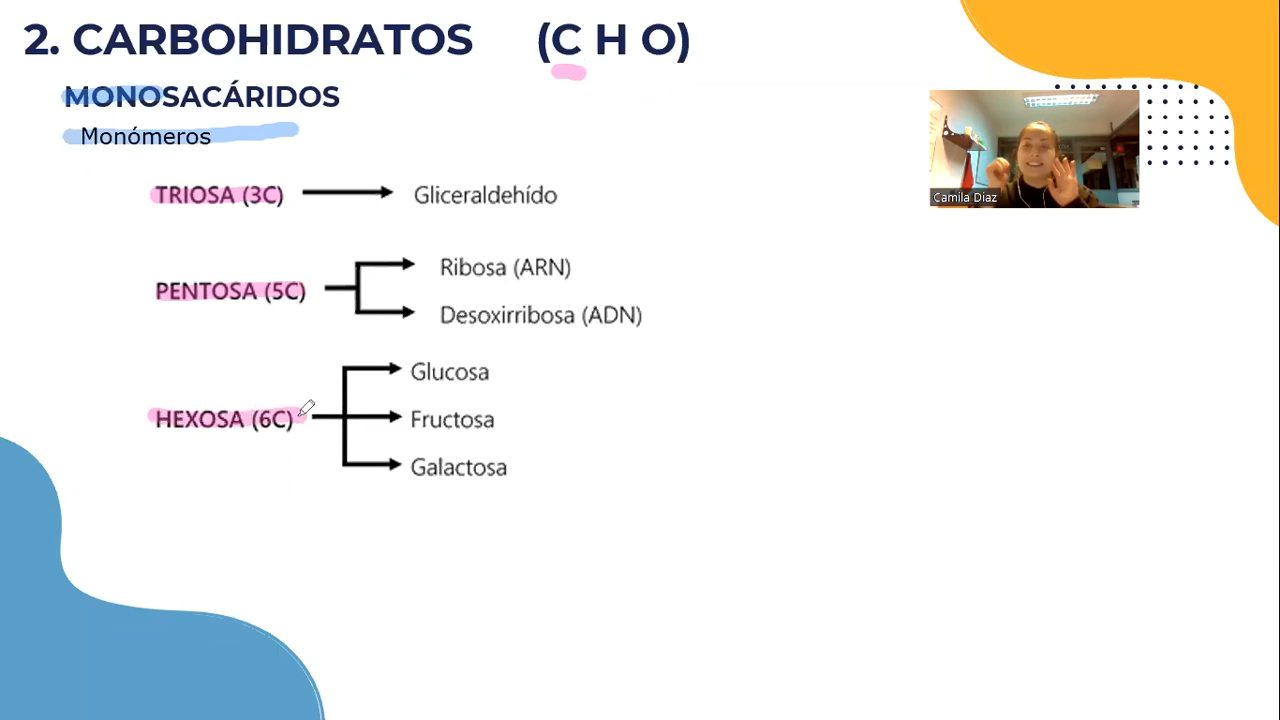 2. CARBOHIDRATOS (C H O)
MONOSACÁRIDOS
Monómeros
TRIOSA (3C)
Gliceraldehído
PENTOSA (5C)
Ribosa (ARN)
Desoxirribosa (ADN)
HEXOSA (6C)
Glucosa
Fructosa
Galactosa
Camila Diaz